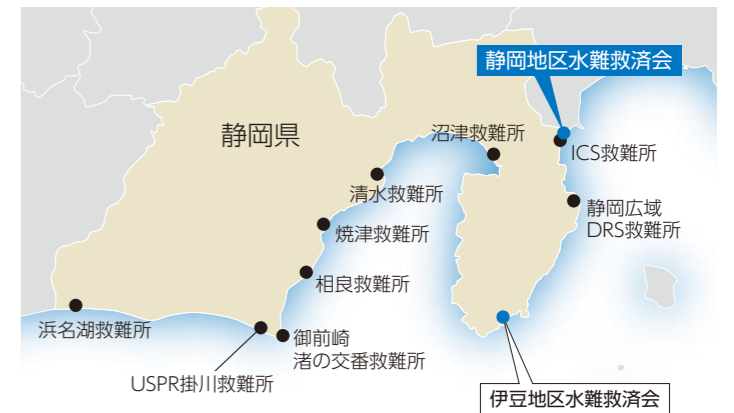 静岡地区水難救済会
静岡県
沼津救難所
ICS救難所
清水救難所
静岡広域
DRS救難所
焼津救難所
相良救難所
浜名湖救難所
御前崎
渚の交番救難所
USPR掛川救難所
伊豆地区水難救済会